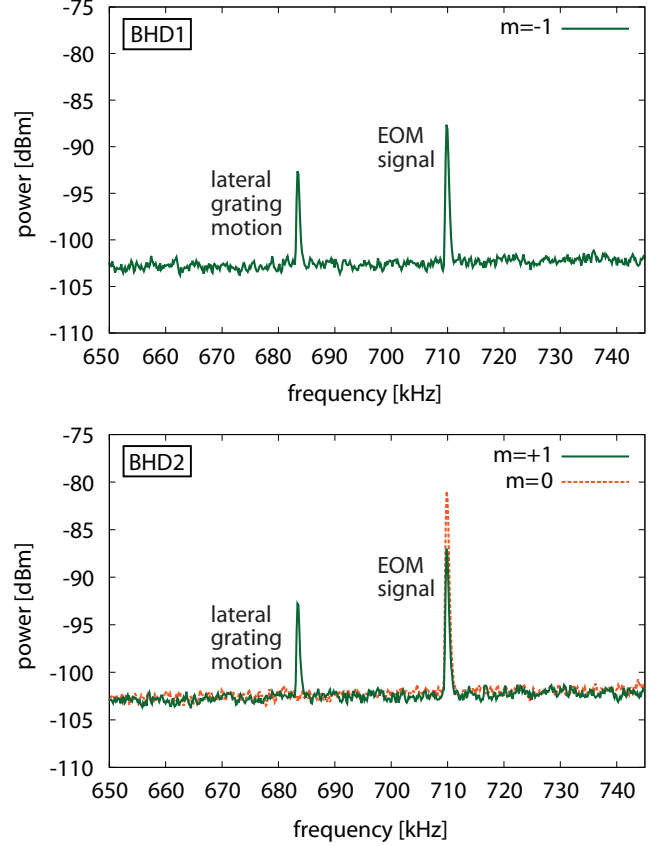 BHD1
m=-1
-75
-80
-85
-90
-95
-100
-105
-110
power [dBm]
EOM
signal
lateral
grating
motion
650 660 670 680 690 700 710 720 730 740
frequency [kHz]
BHD2
m=+1
m=0
-75
-80
-85
-90
-95
-100
-105
-110
power [dBm]
EOM
signal
lateral
grating
motion
650 660 670 680 690 700 710 720 730 740
frequency [kHz]